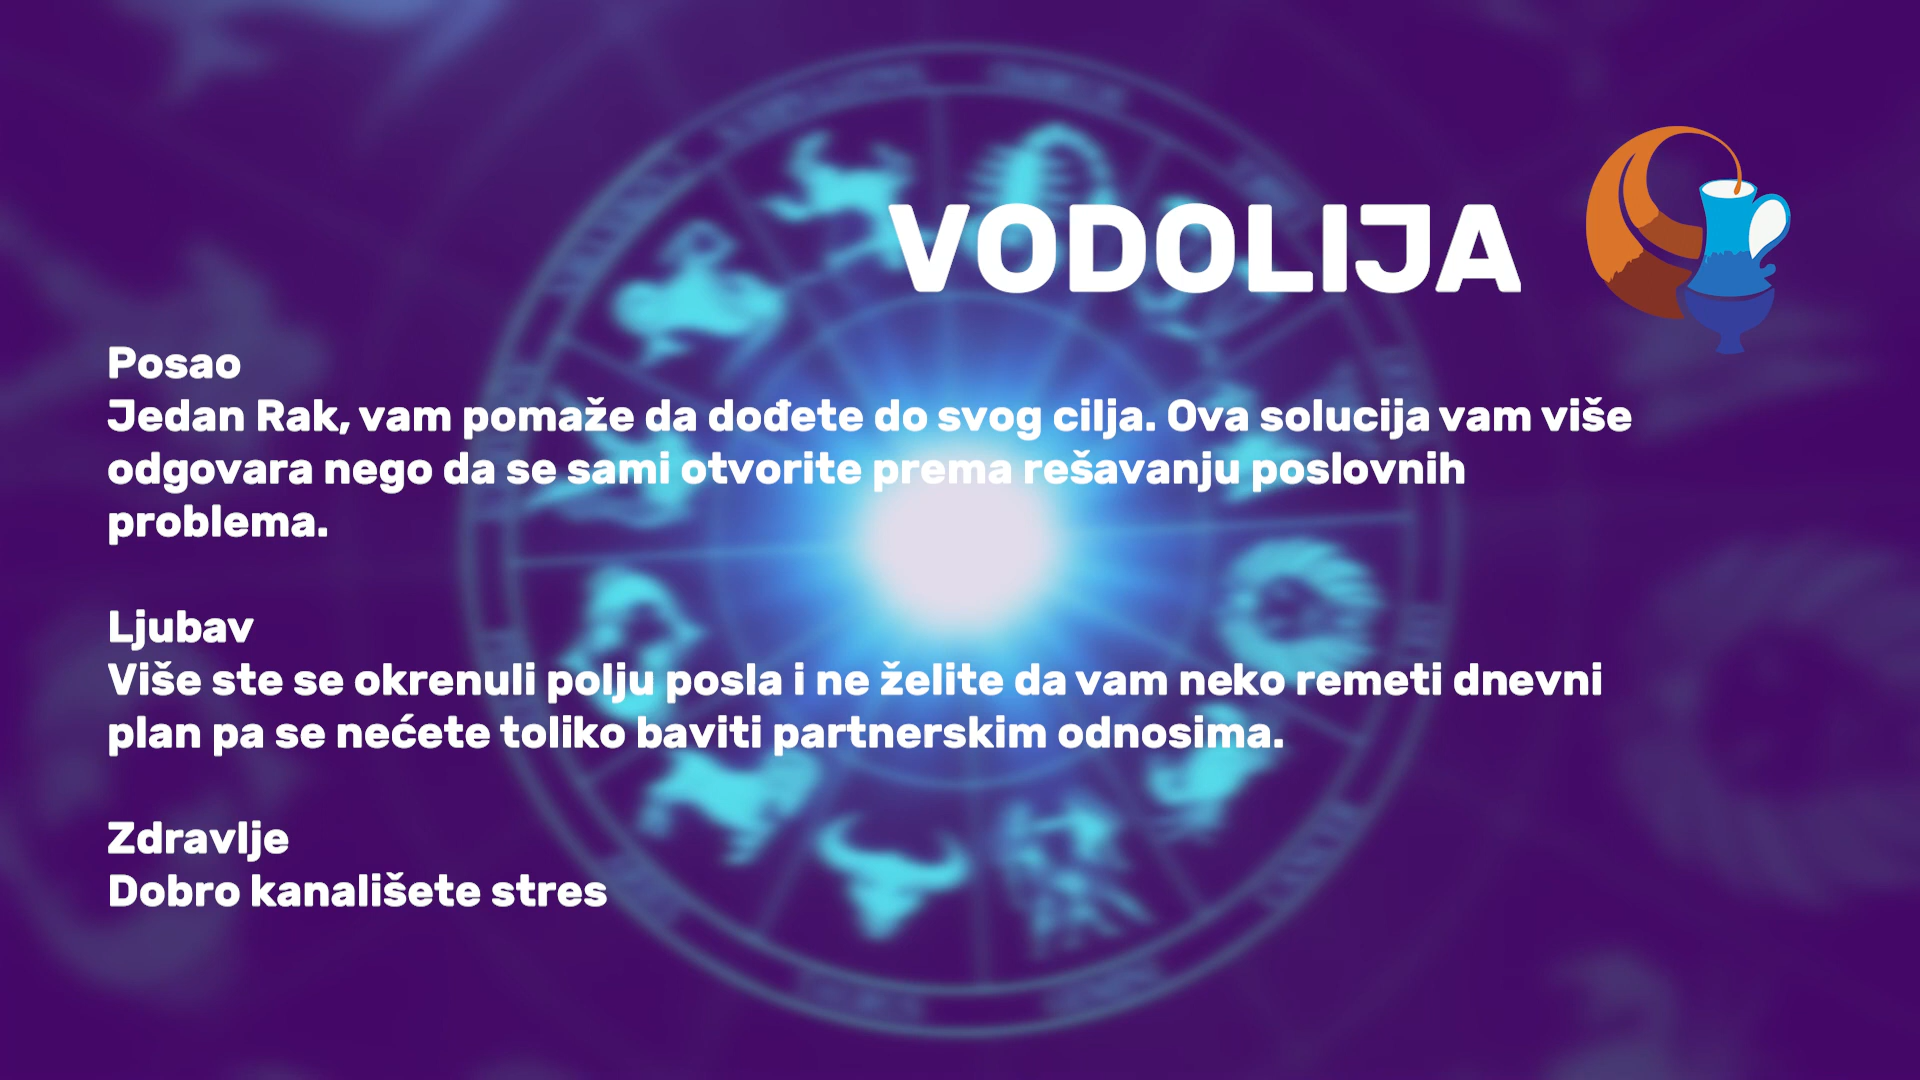 VODOLIJA
Posao
Jedan Rak, vam pomaže da dođete do svog cilja. Ova solucija vam više
odgovara nego da se sami otvorite prema rešavanju poslovnih
problema.
Ljubav
Više ste se okrenuli polju posla i ne želite da vam neko remeti dnevni
plan pa se nećete toliko baviti partnerskim odnosima.
Zdravlje
Dobro kanališete stres